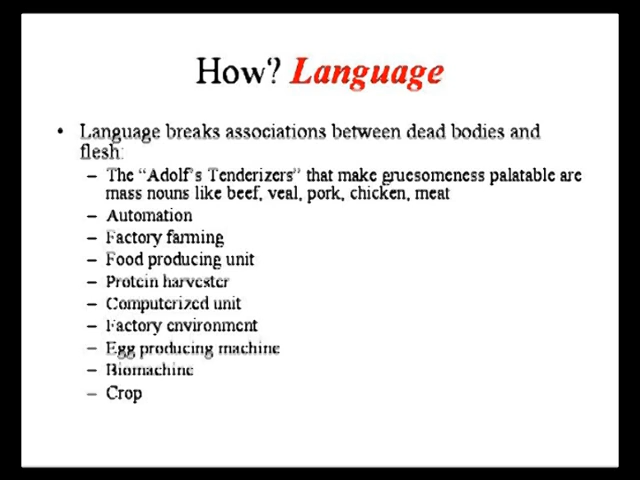 How? Language
• Language breaks associations between dead bodies and
flesh:
– The “Adolf’s Tenderizers” that make gruesomeness palatable are
mass nouns like beef, veal, pork, chicken, meat
– Automation
– Factory farming
– Food producing unit
– Protein harvester
– Computerized unit
– Factory environment
– Egg producing machine
– Biomachine
– Crop